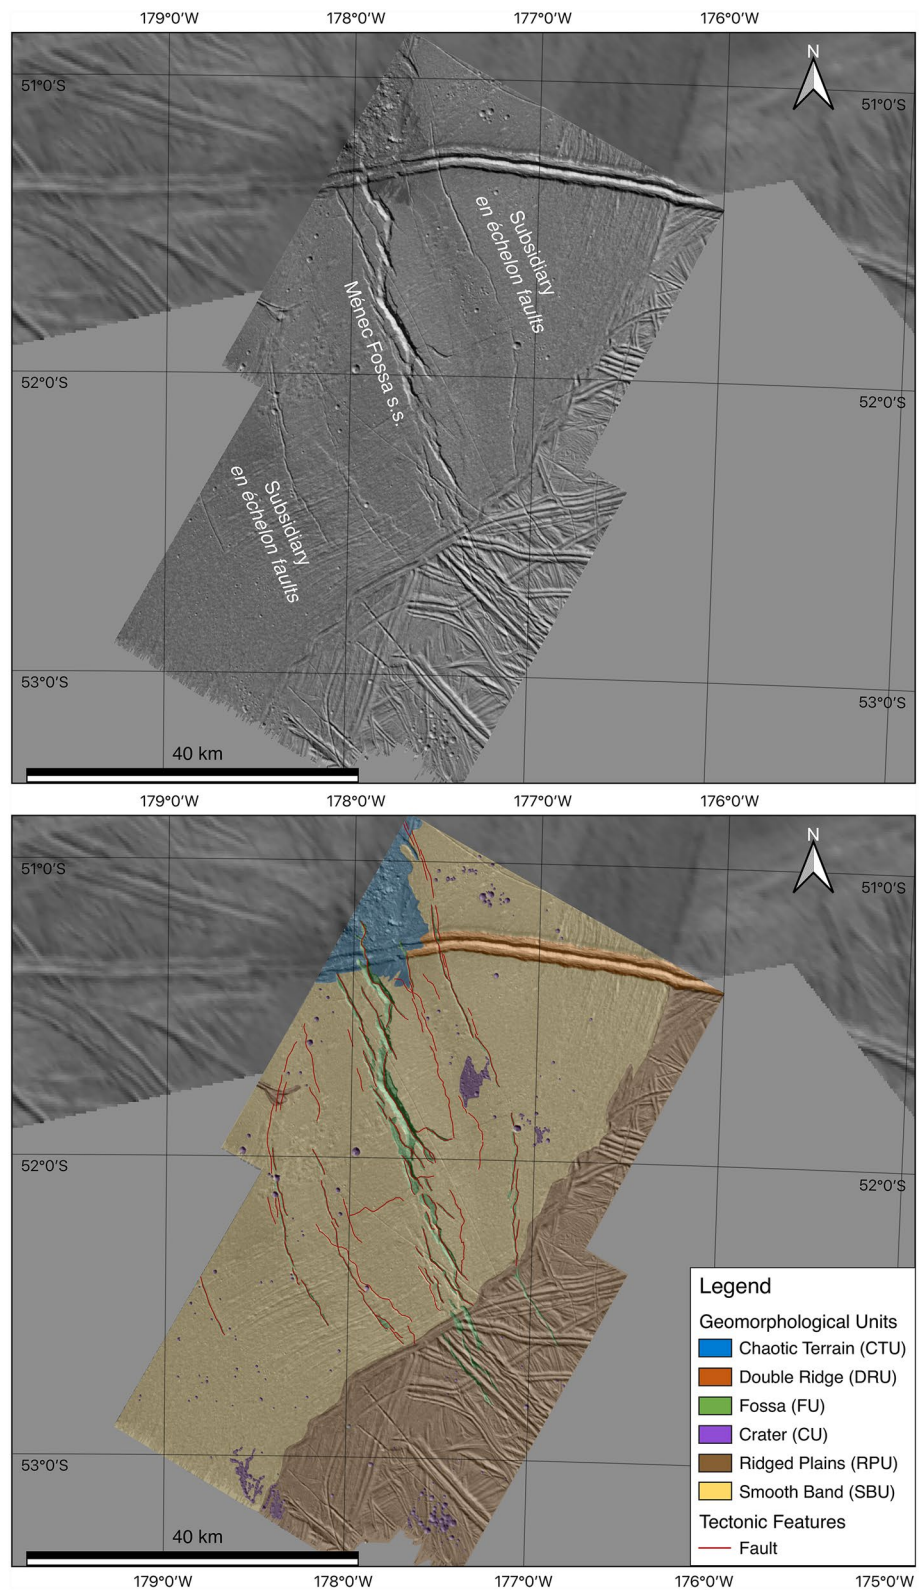 179°0′W 178°0′W 177°0′W 176°0′W
N
51°0′S
51°0′S
Subsidiary
en échelon faults
Ménec Fossa s.s.
52°0′S
52°0′S
Subsidiary
en échelon faults
53°0′S
53°0′S
40 km
179°0′W 178°0′W 177°0′W 176°0′W
N
51°0′S
51°0′S
52°0′S
52°0′S
Legend
Geomorphological Units
Chaotic Terrain (CTU)
Double Ridge (DRU)
Fossa (FU)
Crater (CU)
53°0′S
Ridged Plains (RPU)
Smooth Band (SBU)
Tectonic Features
40 km
Fault
179°0′W 178°0′W 177°0′W 176°0′W 175°0′W